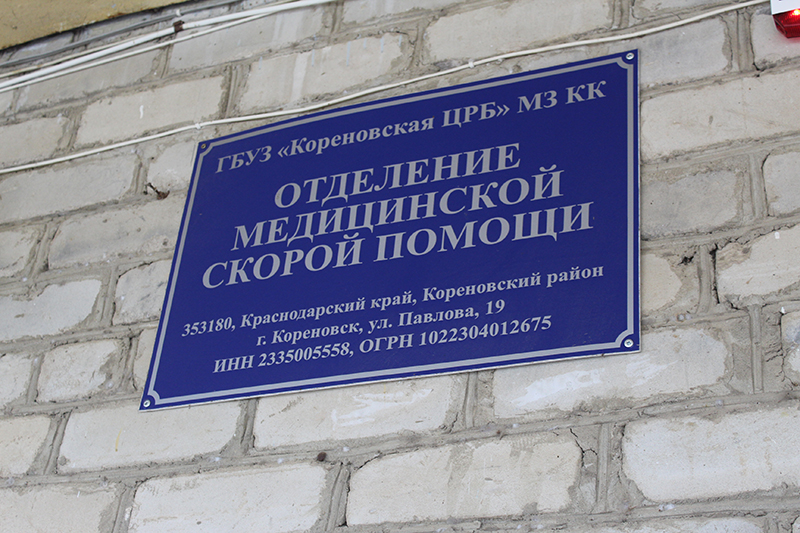 ГБУЗ «Кореновская ЦРБ» МЗ КК
ОТДЕЛЕНИЕ
МЕДИЦИНСКОЙ
СКОРОЙ ПОМОЩИ
353180, Краснодарский край, Кореновский район
г. Кореновск, ул. Павлова, 19
ИНН 2335005558, ОГРН 1022304012675